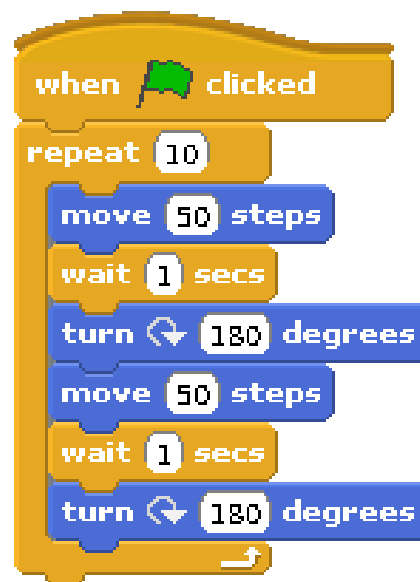 when clicked
repeat 10
move 50 steps
wait 1 secs
turn 180 degrees
move 50 steps
wait 1 secs
turn 180 degrees